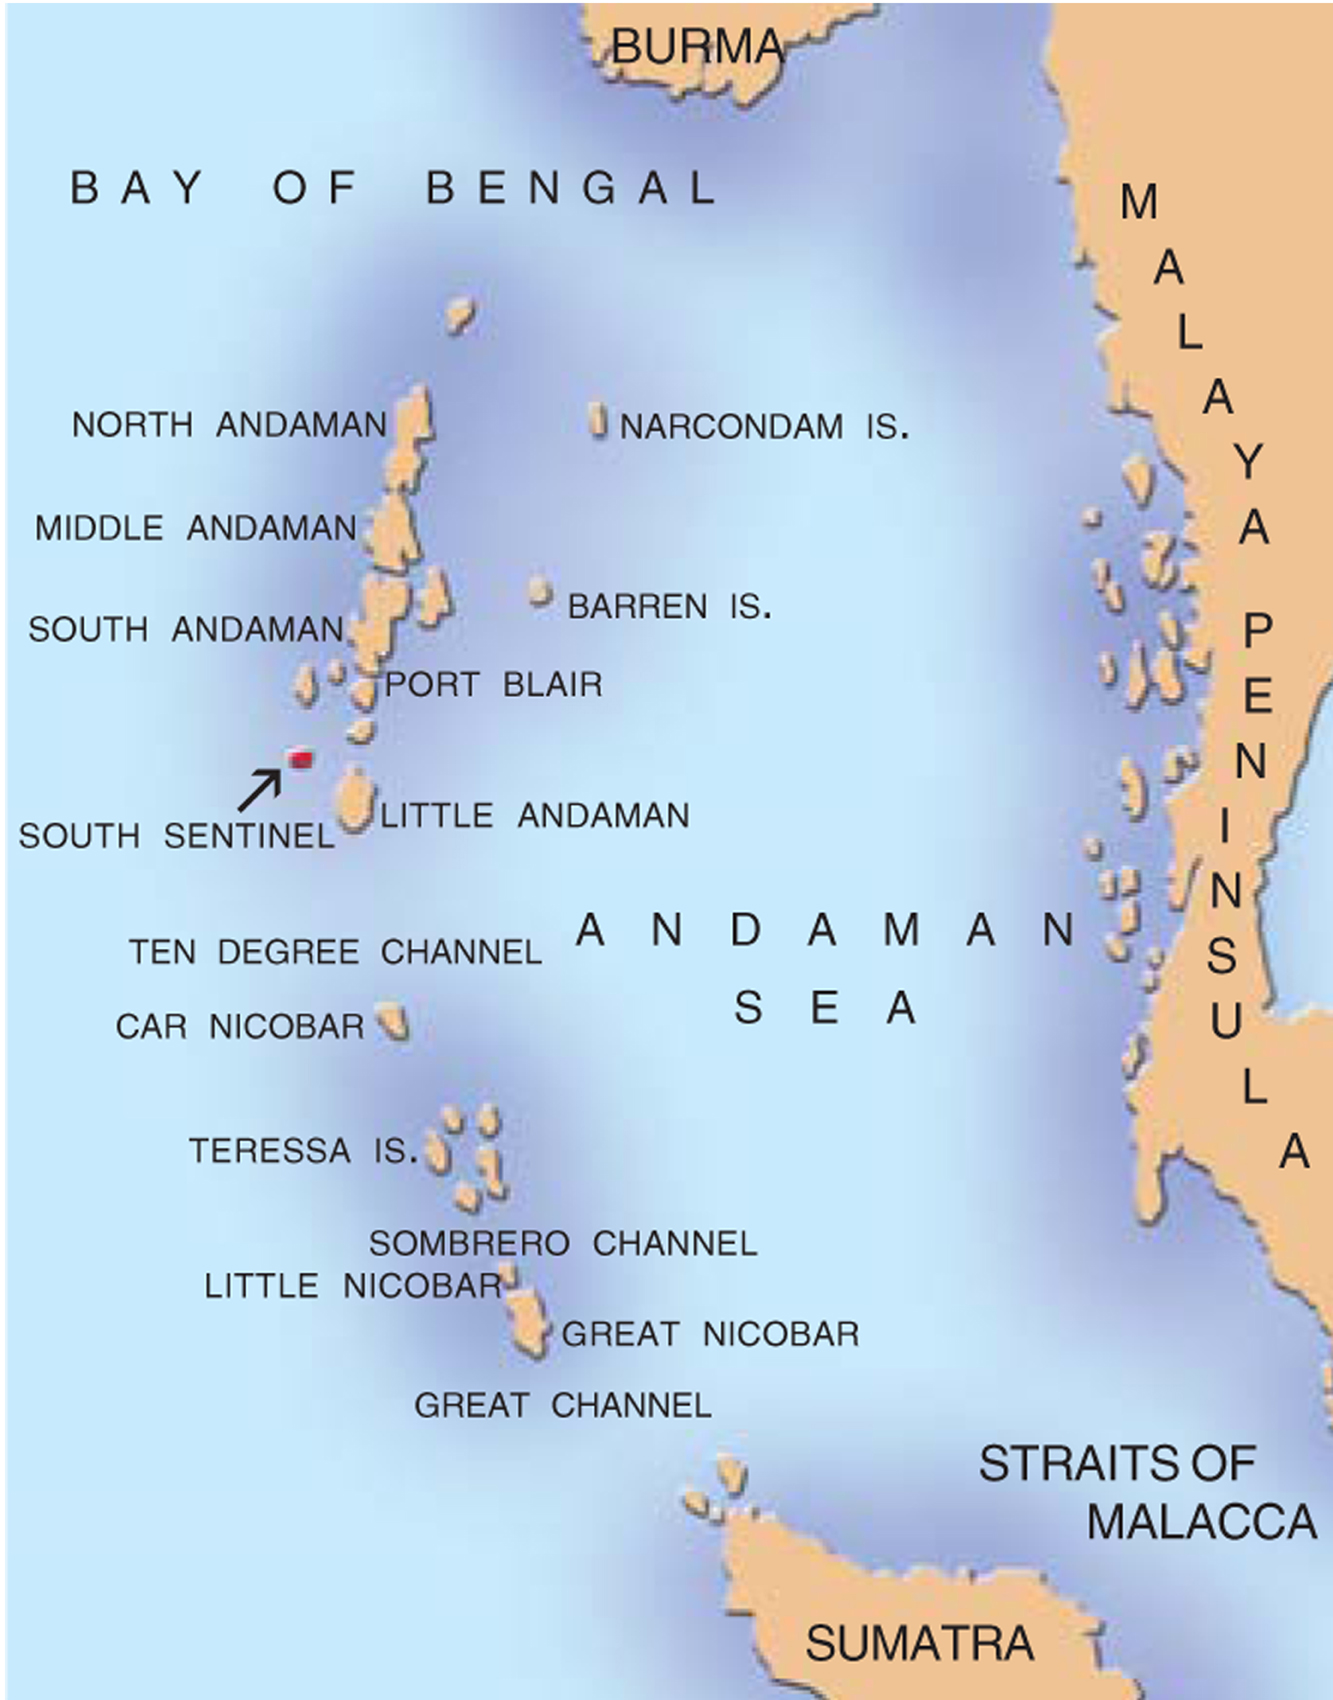 BURMA
BAY OF BENGAL
MALAYA PENINSULA
NORTH ANDAMAN
NARCONDAM IS.
MIDDLE ANDAMAN
BARREN IS.
SOUTH ANDAMAN
PORT BLAIR
SOUTH SENTINEL
LITTLE ANDAMAN
ANDAMAN
SEA
TEN DEGREE CHANNEL
CAR NICOBAR
TERESSA IS.
SOMBRERO CHANNEL
LITTLE NICOBAR
GREAT NICOBAR
GREAT CHANNEL
STRAITS OF
MALACCA
SUMATRA